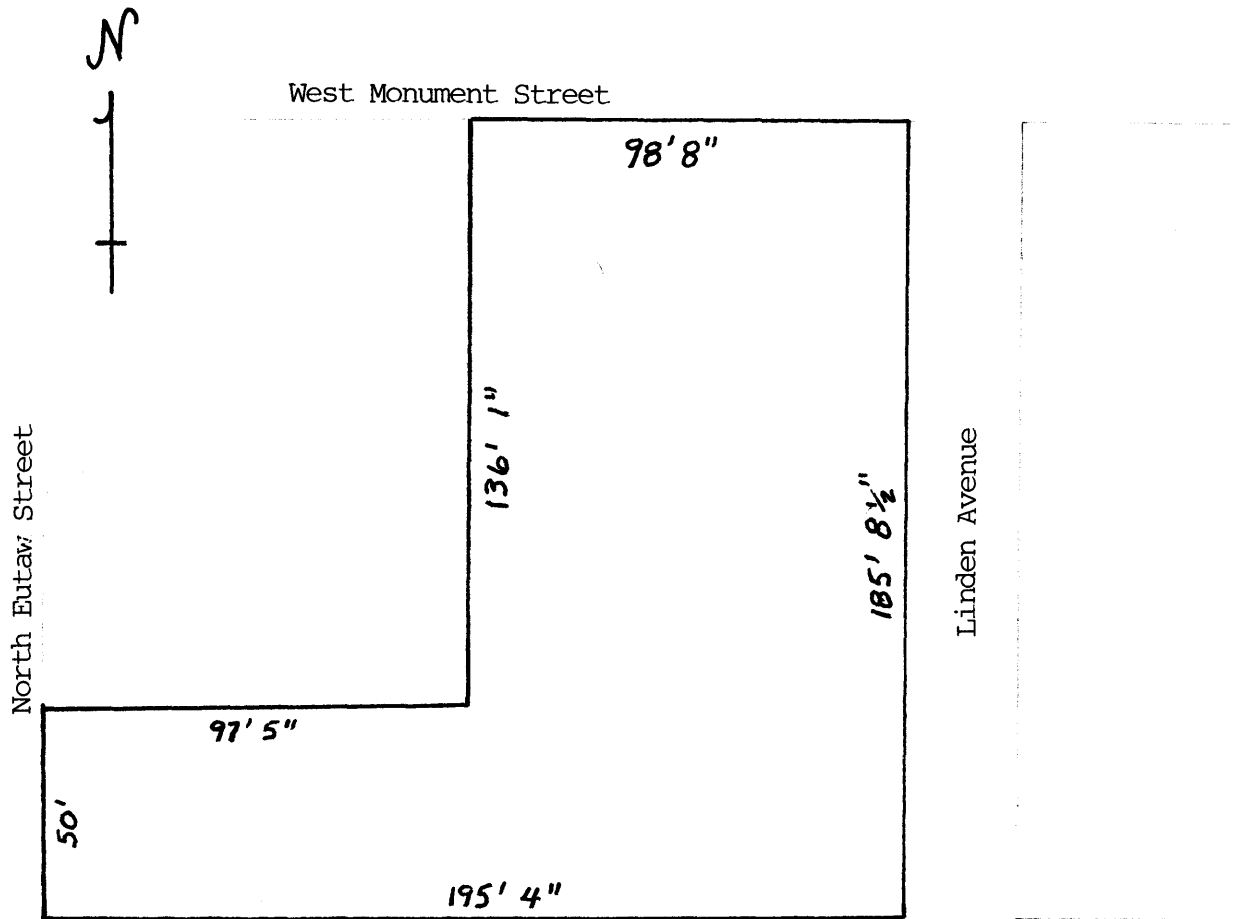 N
West Monument Street
98'8"
136' 1"
185' 8½"
North Eutaw Street
Linden Avenue
97' 5"
50'
195' 4"